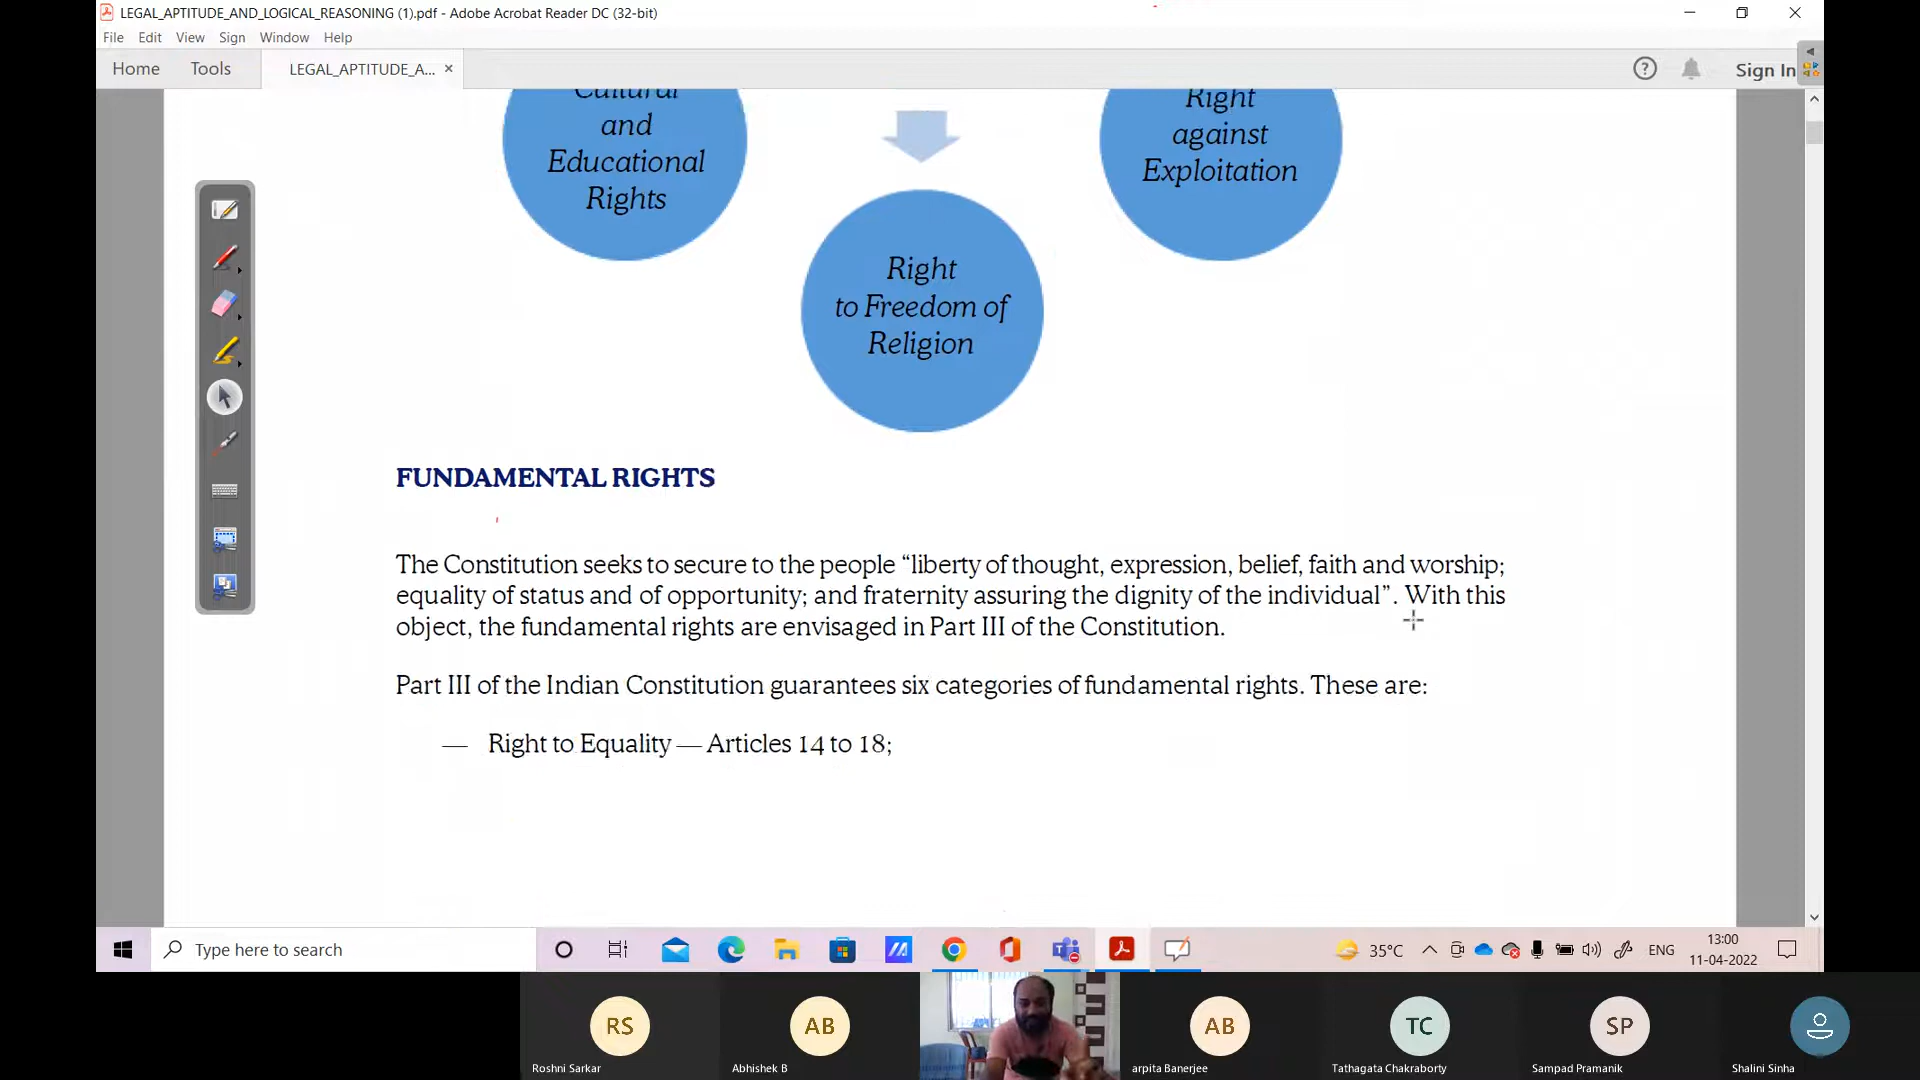 LEGAL_APTITUDE_AND_LOGICAL_REASONING (1).pdf - Adobe Acrobat Reader DC (32-bit)
File Edit View Sign Window Help
Home Tools LEGAL_APTITUDE_A... × Sign In
Cultural
and
Educational
Rights
Right
against
Exploitation
Right
to Freedom of
Religion
FUNDAMENTAL RIGHTS
The Constitution seeks to secure to the people “liberty of thought, expression, belief, faith and worship;
equality of status and of opportunity; and fraternity assuring the dignity of the individual”. With this
object, the fundamental rights are envisaged in Part III of the Constitution.
Part III of the Indian Constitution guarantees six categories of fundamental rights. These are:
— Right to Equality — Articles 14 to 18;
Type here to search
35°C
ENG
13:00
11-04-2022
RS
Roshni Sarkar
AB
Abhishek B
AB
arpita Banerjee
TC
Tathagata Chakraborty
SP
Sampad Pramanik
Shalini Sinha